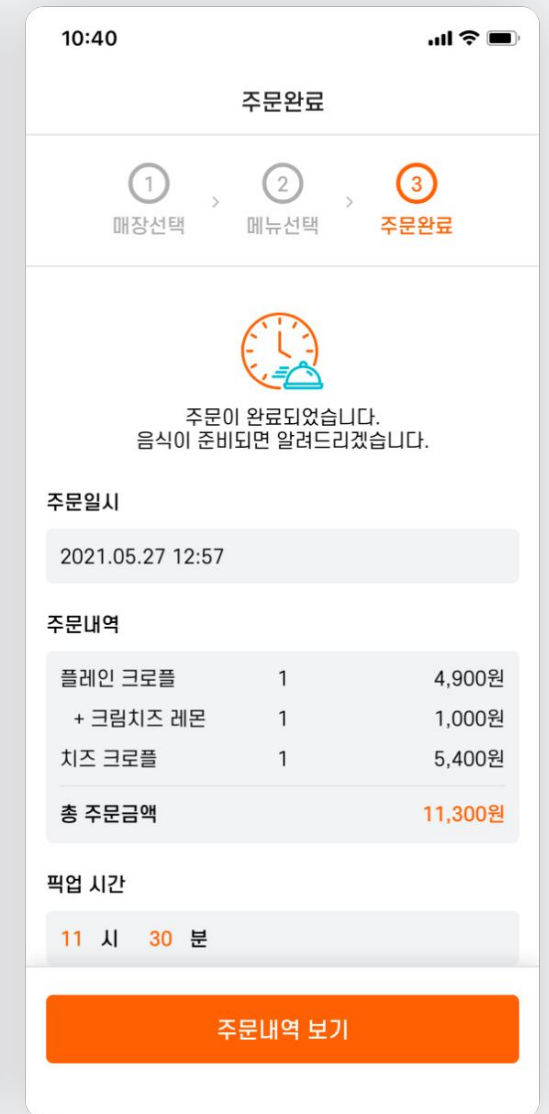 10:40
주문완료
1 2 3
매장선택 메뉴선택 주문완료
주문이 완료되었습니다.
음식이 준비되면 알려드리겠습니다.
주문일시
2021.05.27 12:57
주문내역
플레인 크로플 1 4,900원
+ 크림치즈 레몬 1 1,000원
치즈 크로플 1 5,400원
총 주문금액 11,300원
픽업 시간
11 시 30 분
주문내역 보기